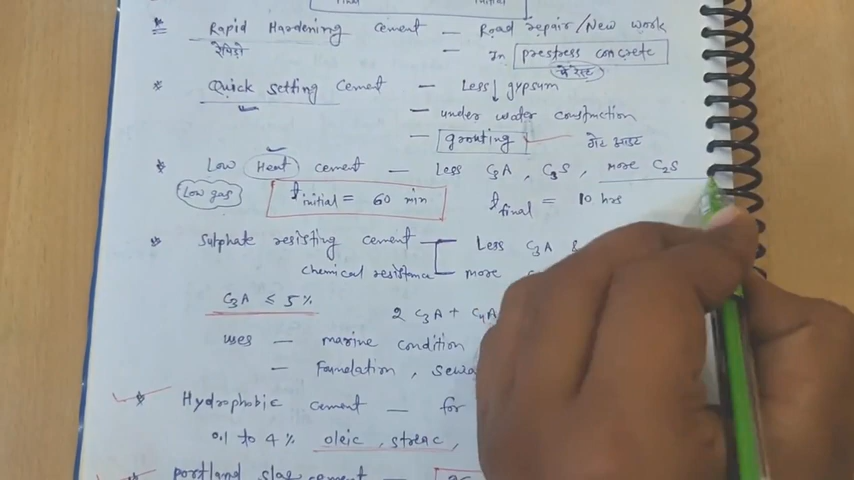 Final Initial
* Rapid Hardening cement — Road repair / New work
रेपिडो — In prestress concrete
* Quick setting cement — Less↓ gypsum
— under water construction
— grouting
* Low Heat cement — Less C3A, C3S, more C2S
Low gas t initial = 60 min t final = 10 hrs
* Sulphate resisting cement — Less C3A &
chemical resistance — more
C3A ≤ 5% 2 C3A + C4A
uses — marine condition
— Foundation, sewa
* Hydrophobic cement — for
0.1 to 4% oleic, streac,
* portland slag cement —